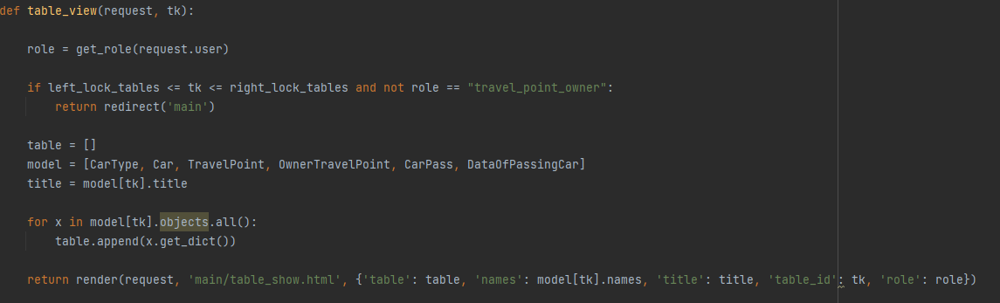 def table_view(request, tk):
role = get_role(request.user)
if left_lock_tables <= tk <= right_lock_tables and not role == "travel_point_owner":
return redirect('main')
table = []
model = [CarType, Car, TravelPoint, OwnerTravelPoint, CarPass, DataOfPassingCar]
title = model[tk].title
for x in model[tk].objects.all():
table.append(x.get_dict())
return render(request, 'main/table_show.html', {'table': table, 'names': model[tk].names, 'title': title, 'table_id': tk, 'role': role})